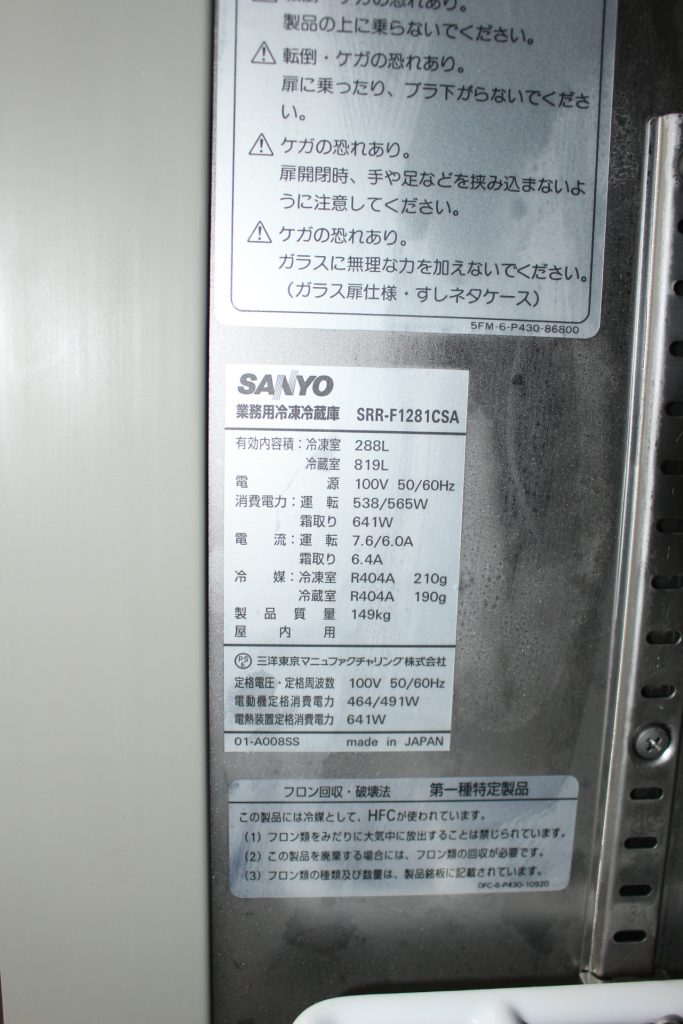 転倒・ケガの恐れあり。
製品の上に乗らないでください。
転倒・ケガの恐れあり。
扉に乗ったり、ブラ下がらないでくださ
い。
ケガの恐れあり。
扉開閉時、手や足などを挟み込まないよ
うに注意してください。
ケガの恐れあり。
ガラスに無理な力を加えないでください。
(ガラス扉仕様・すしネタケース)
5FM-6-P430-86800
SANYO
業務用冷凍冷蔵庫 SRR-F1281CSA
有効内容積:冷凍室 288L
冷蔵室 819L
電源 100V 50/60Hz
消費電力:運転 538/565W
霜取り 641W
電流:運転 7.6/6.0A
霜取り 6.4A
冷媒:冷凍室 R404A 210g
冷蔵室 R404A 190g
製品質量 149kg
屋内用
PSE 三洋東京マニュファクチャリング株式会社
定格電圧・定格周波数 100V 50/60Hz
電動機定格消費電力 464/491W
電熱装置定格消費電力 641W
01-A008SS made in JAPAN
フロン回収・破壊法 第一種特定製品
この製品には冷媒として、HFCが使われています。
(1)フロン類をみだりに大気中に放出することは禁じられています。
(2)この製品を廃棄する場合には、フロン類の回収が必要です。
(3)フロン類の種類及び数量は、製品銘板に記載されています。
0FC-6-P430-10920